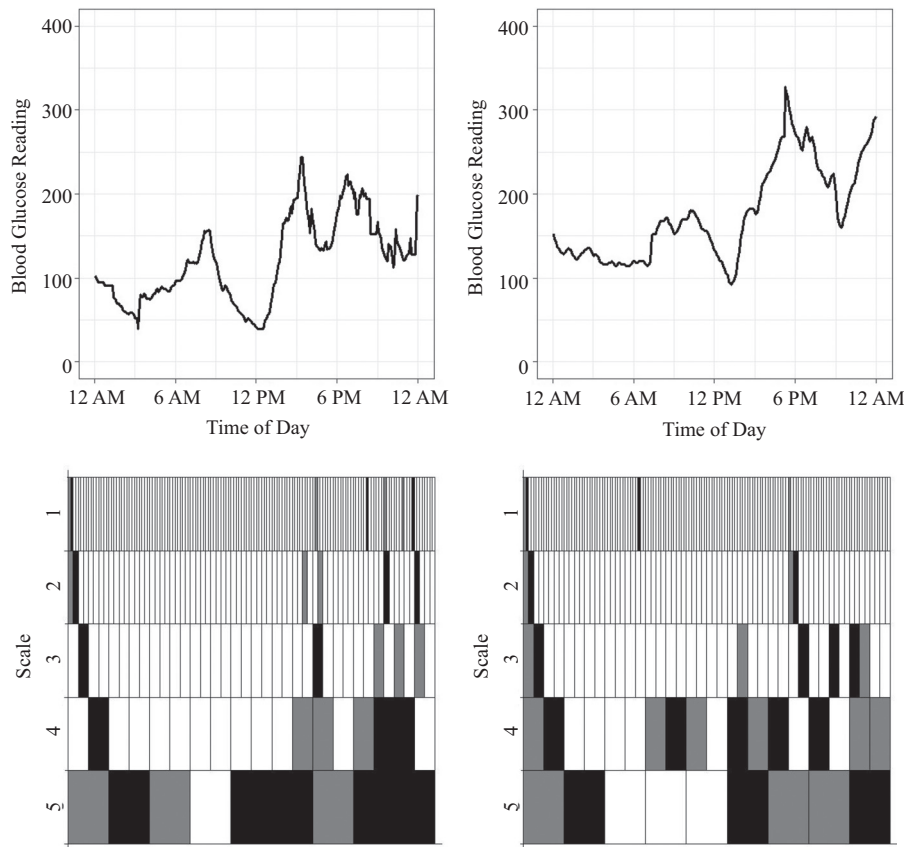 400
300
200
100
0
Blood Glucose Reading
12 AM
6 AM
12 PM
6 PM
12 AM
Time of Day
400
300
200
100
0
Blood Glucose Reading
12 AM
6 AM
12 PM
6 PM
12 AM
Time of Day
1
2
3
4
5
Scale
1
2
3
4
5
Scale